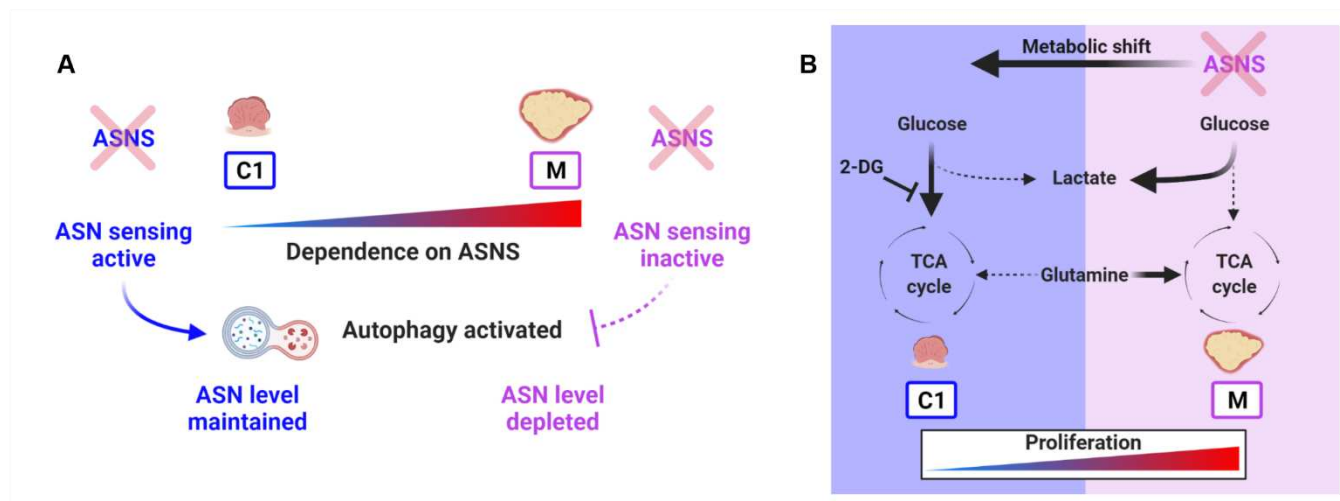 A
ASNS
C1
M
ASNS
ASN sensing
active
Dependence on ASNS
ASN sensing
inactive
Autophagy activated
ASN level
maintained
ASN level
depleted
B
Metabolic shift
ASNS
Glucose
Glucose
2-DG
Lactate
TCA
cycle
Glutamine
TCA
cycle
C1
M
Proliferation